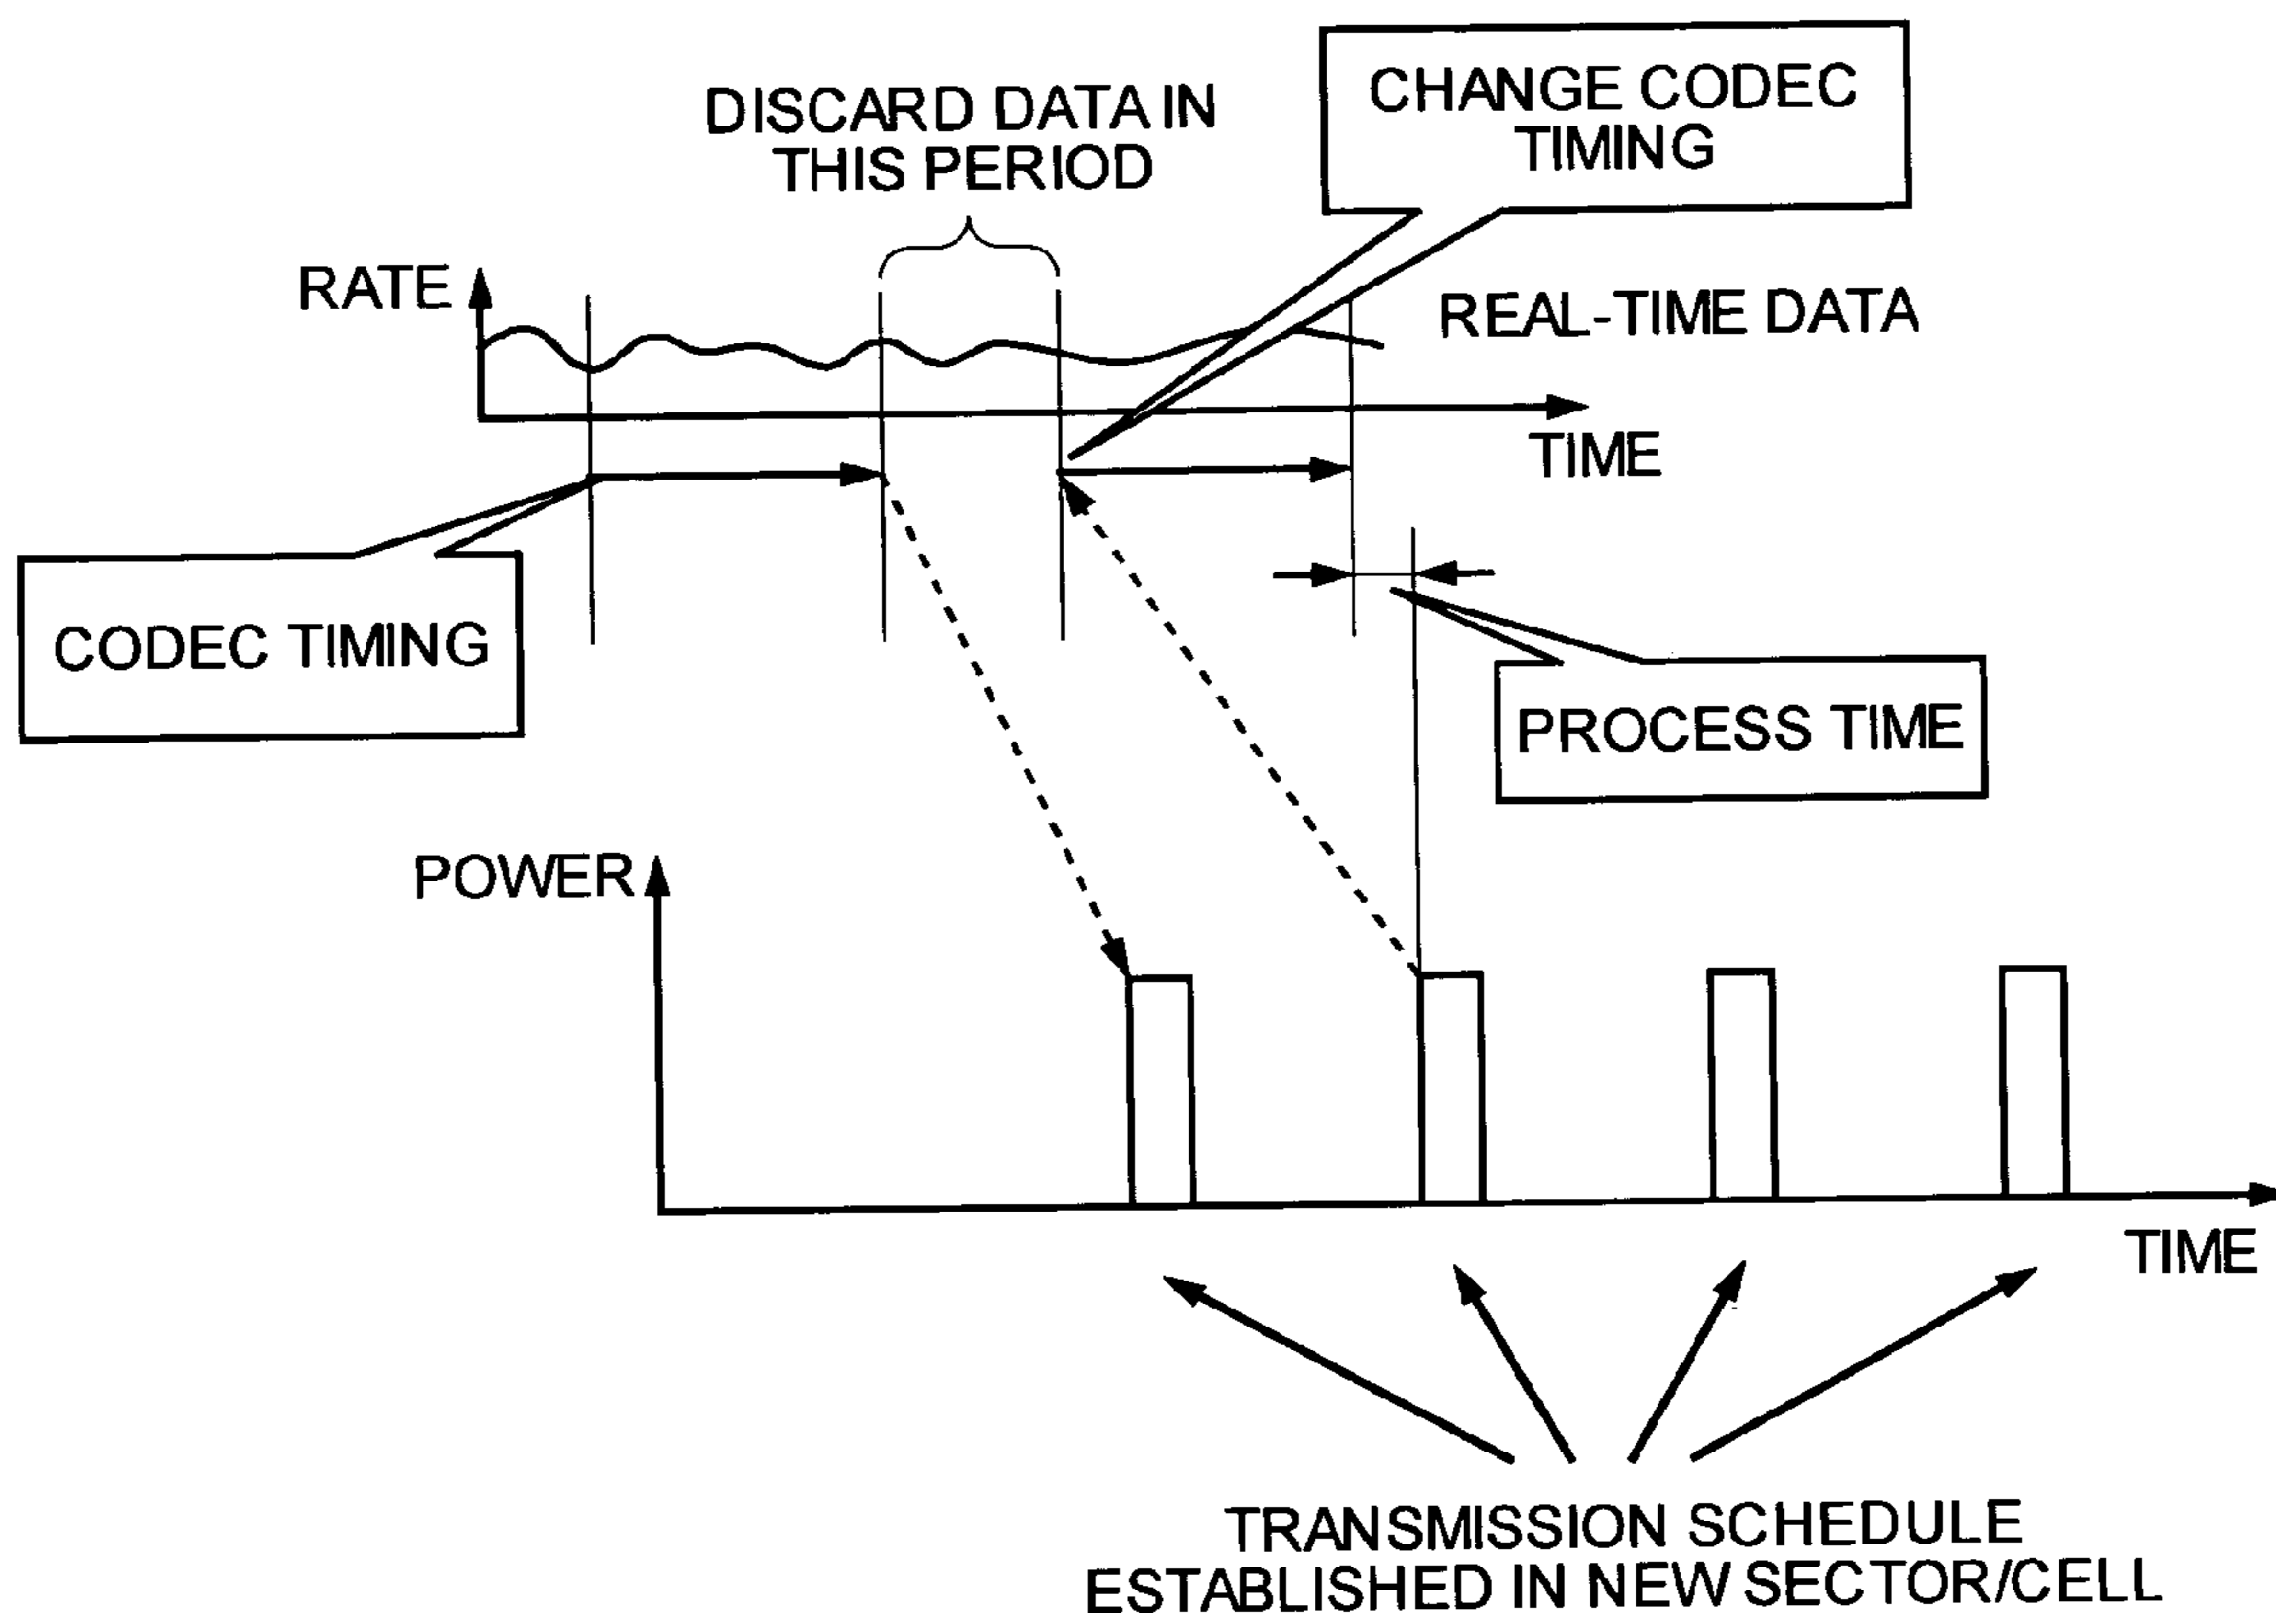 CHANGE CODEC
TIMING
DISCARD DATA IN
THIS PERIOD
RATE
REAL-TIME DATA
TIME
CODEC TIMING
PROCESS TIME
POWER
TIME
TRANSMISSION SCHEDULE
ESTABLISHED IN NEW SECTOR/CELL